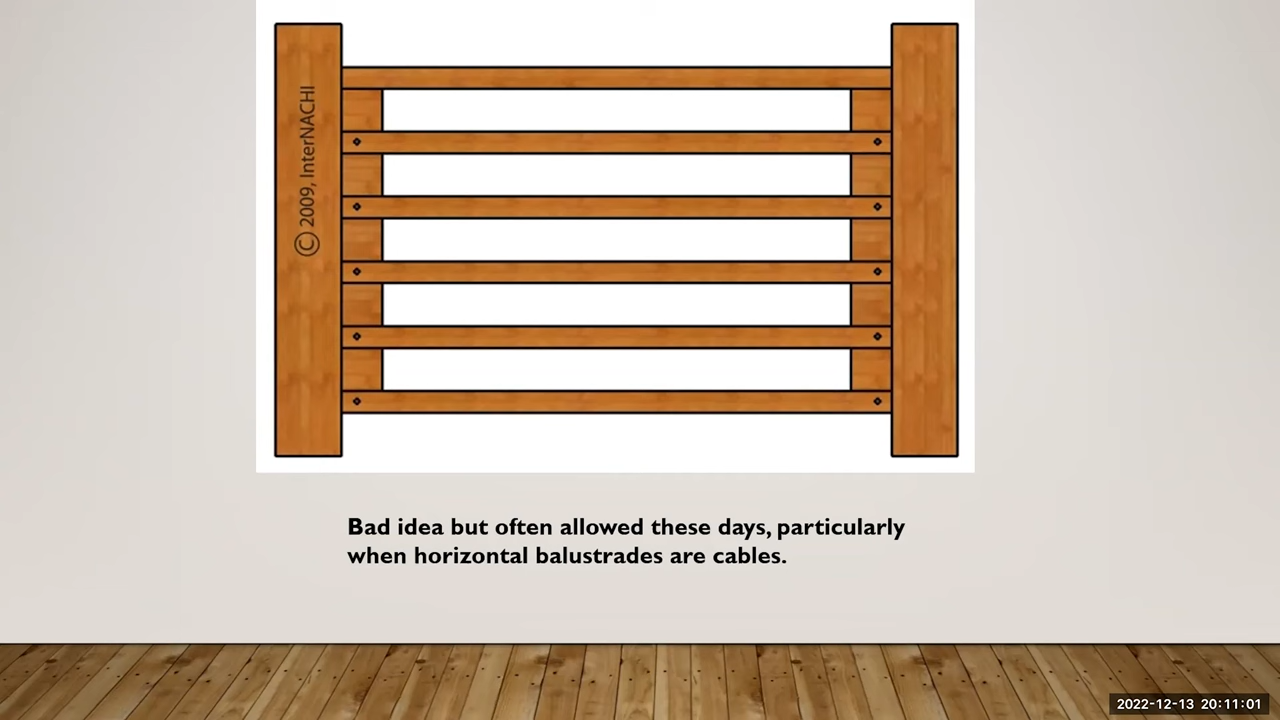 © 2009, InterNACHI
Bad idea but often allowed these days, particularly
when horizontal balustrades are cables.
2022-12-13 20:11:01